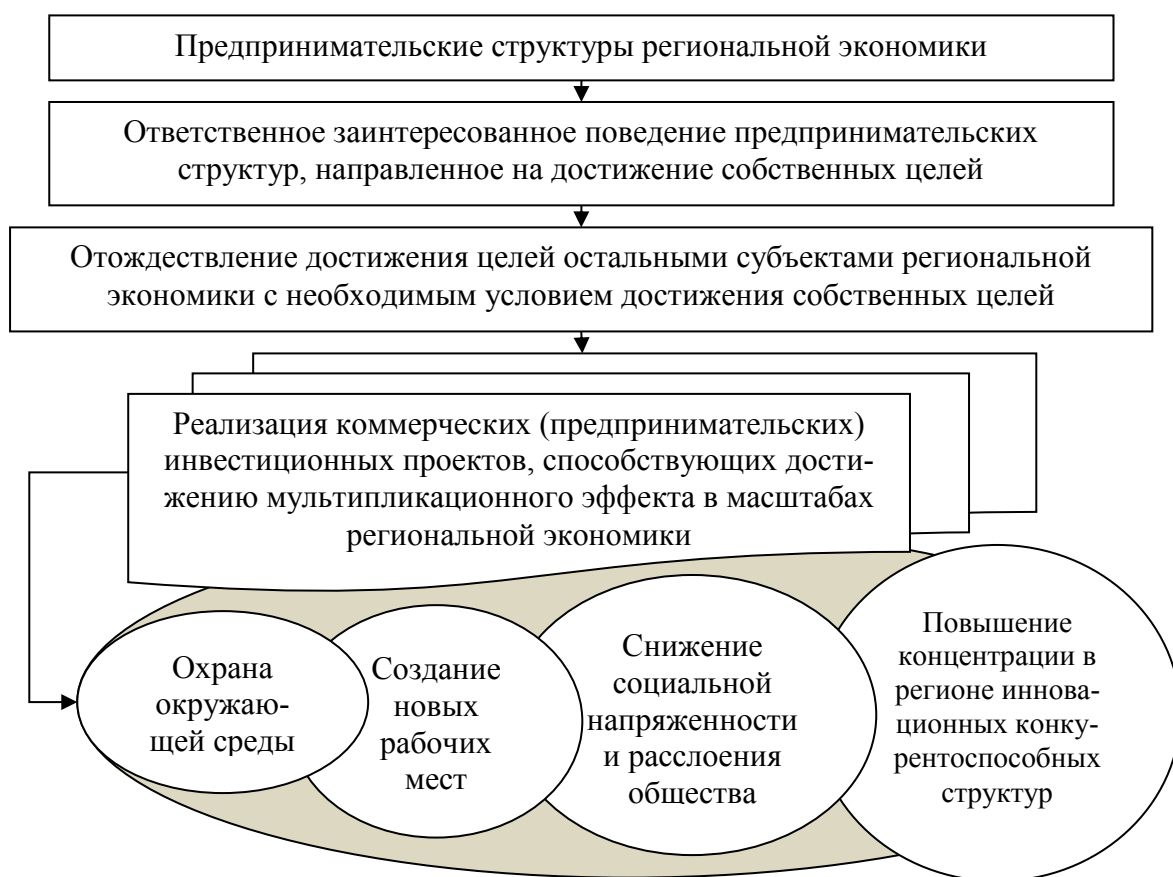 Предпринимательские структуры региональной экономики
Ответственное заинтересованное поведение предпринимательских
структур, направленное на достижение собственных целей
Отождествление достижения целей остальными субъектами региональной
экономики с необходимым условием достижения собственных целей
Реализация коммерческих (предпринимательских)
инвестиционных проектов, способствующих дости-
жению мультипликационного эффекта в масштабах
региональной экономики
Охрана
окружаю-
щей среды
Создание
новых
рабочих
мест
Снижение
социальной
напряженности
и расслоения
общества
Повышение
концентрации в
регионе иннова-
ционных конку-
рентоспособных
структур